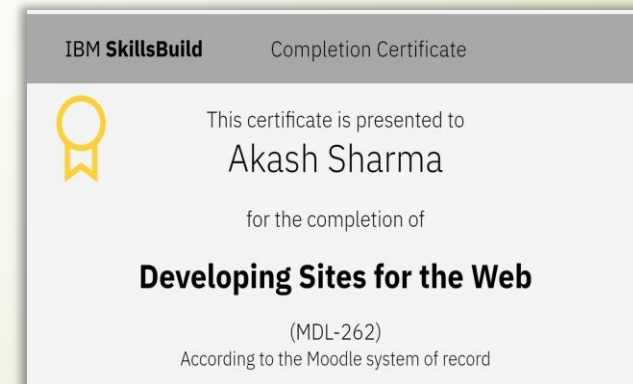 IBM SkillsBuild Completion Certificate
This certificate is presented to
Akash Sharma
for the completion of
Developing Sites for the Web
(MDL-262)
According to the Moodle system of record